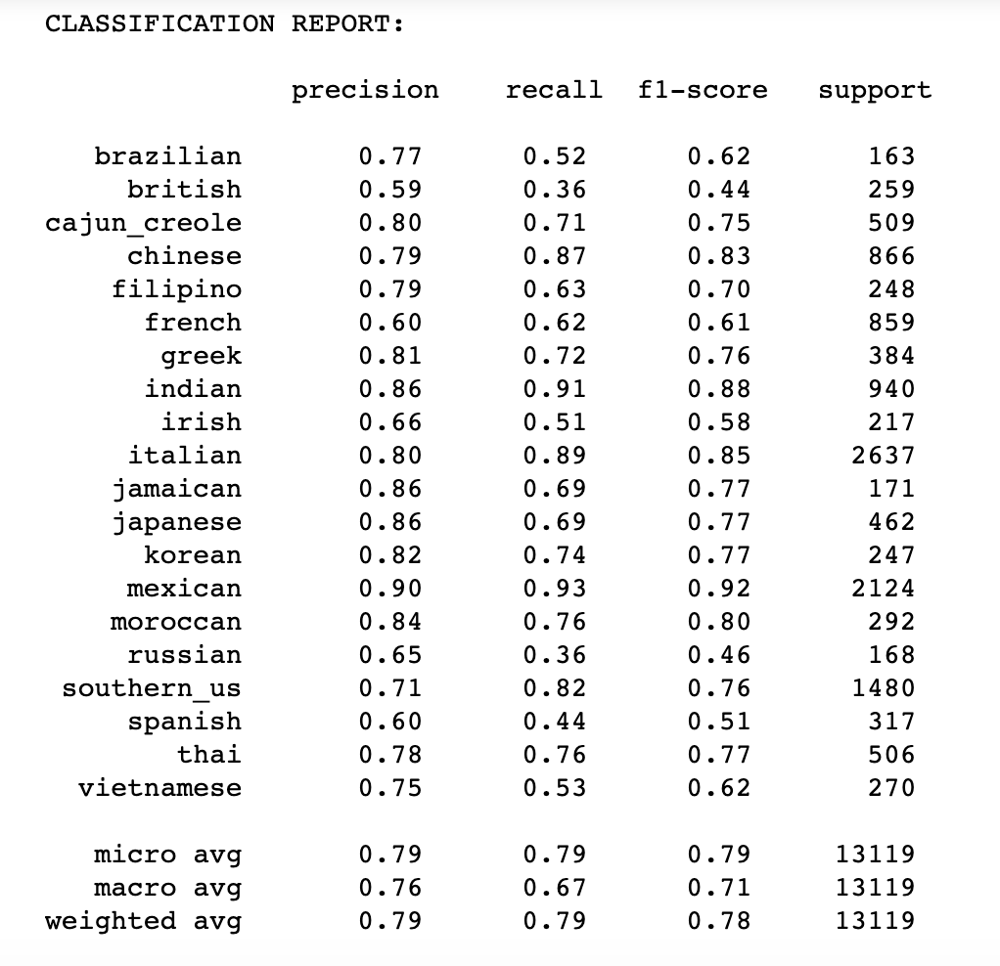 CLASSIFICATION REPORT:
precision recall f1-score support
brazilian 0.77 0.52 0.62 163
british 0.59 0.36 0.44 259
cajun_creole 0.80 0.71 0.75 509
chinese 0.79 0.87 0.83 866
filipino 0.79 0.63 0.70 248
french 0.60 0.62 0.61 859
greek 0.81 0.72 0.76 384
indian 0.86 0.91 0.88 940
irish 0.66 0.51 0.58 217
italian 0.80 0.89 0.85 2637
jamaican 0.86 0.69 0.77 171
japanese 0.86 0.69 0.77 462
korean 0.82 0.74 0.77 247
mexican 0.90 0.93 0.92 2124
moroccan 0.84 0.76 0.80 292
russian 0.65 0.36 0.46 168
southern_us 0.71 0.82 0.76 1480
spanish 0.60 0.44 0.51 317
thai 0.78 0.76 0.77 506
vietnamese 0.75 0.53 0.62 270
micro avg 0.79 0.79 0.79 13119
macro avg 0.76 0.67 0.71 13119
weighted avg 0.79 0.79 0.78 13119